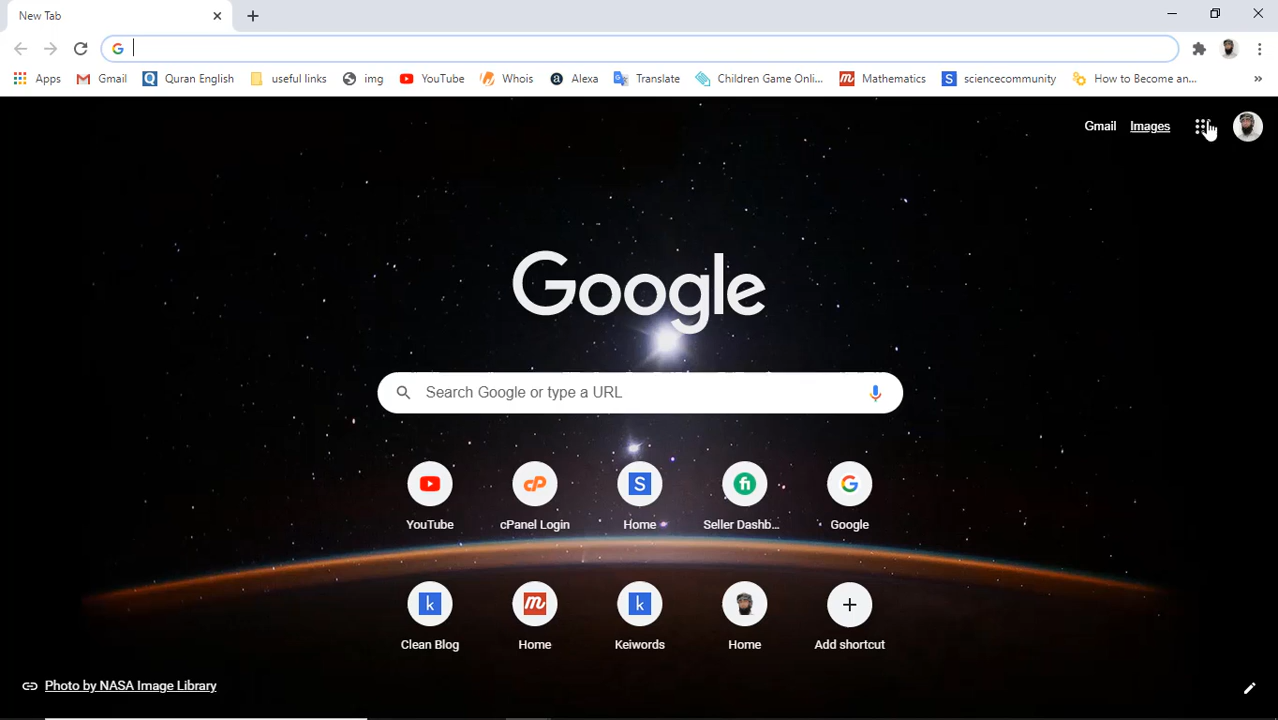 New Tab
Apps Gmail Quran English useful links img YouTube Whois Alexa Translate Children Game Onli... Mathematics sciencecommunity How to Become an...
Gmail Images
Google
Search Google or type a URL
YouTube cPanel Login Home Seller Dashb... Google
Clean Blog Home Keiwords Home Add shortcut
Photo by NASA Image Library